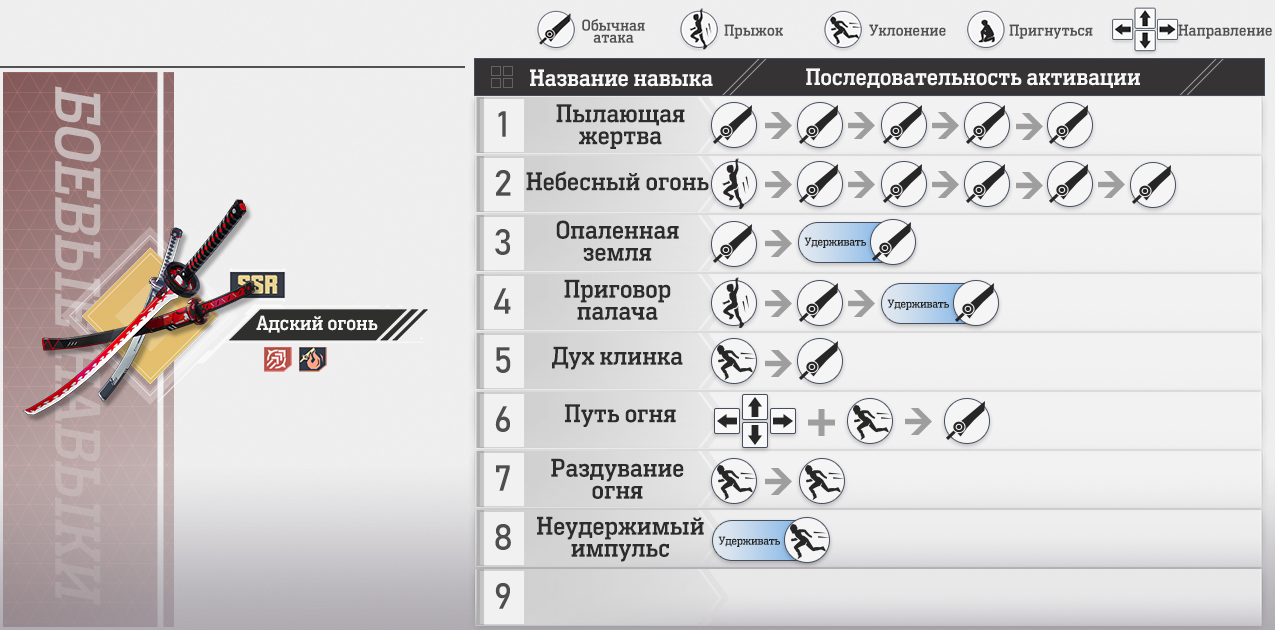 Обычная
атака
Прыжок
Уклонение
Пригнуться
Направление
Название навыка
Последовательность активации
БОЕВЫЕ НАВЫКИ
SSR
Адский огонь
1
Пылающая
жертва
2
Небесный огонь
3
Опаленная
земля
Удерживать
4
Приговор
палача
Удерживать
5
Дух клинка
6
Путь огня
7
Раздувание
огня
8
Неудержимый
импульс
Удерживать
9